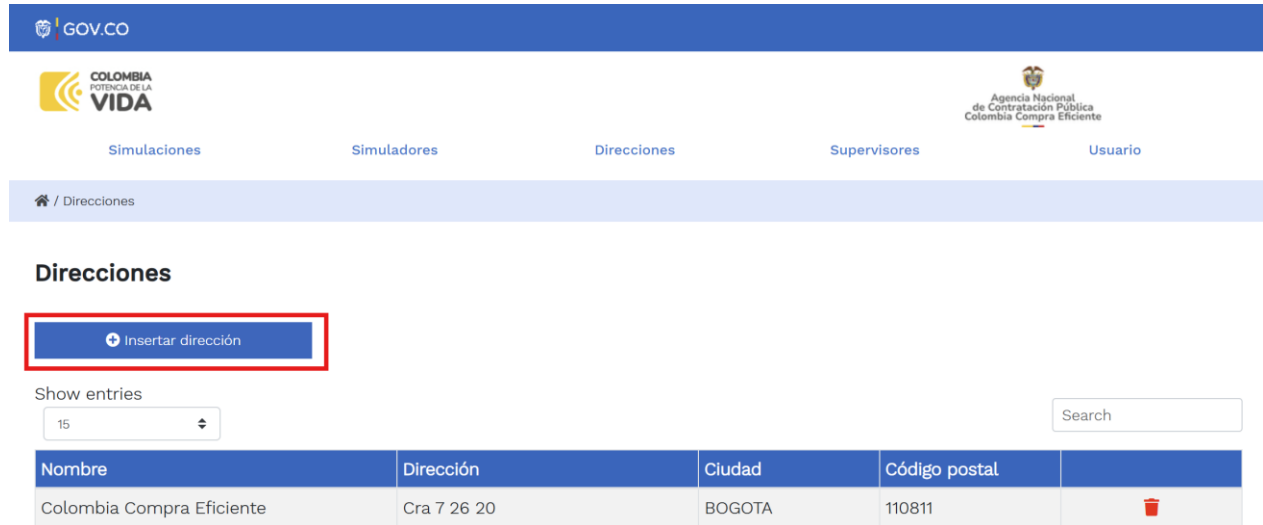 GOV.CO
COLOMBIA
POTENCIA DE LA
VIDA
Agencia Nacional
de Contratación Pública
Colombia Compra Eficiente
Simulaciones Simuladores Direcciones Supervisores Usuario
/ Direcciones
Direcciones
Insertar dirección
Show entries
15
Search
Nombre Dirección Ciudad Código postal
Colombia Compra Eficiente Cra 7 26 20 BOGOTA 110811